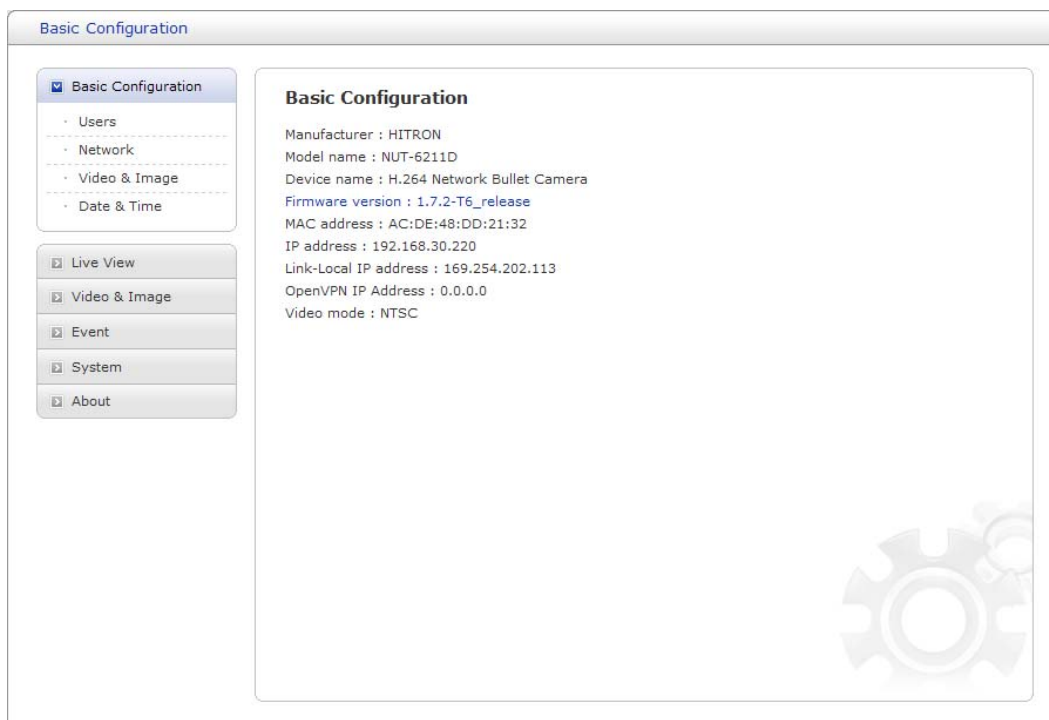 Basic Configuration
Basic Configuration
· Users
· Network
· Video & Image
· Date & Time
Live View
Video & Image
Event
System
About
Basic Configuration
Manufacturer : HITRON
Model name : NUT-6211D
Device name : H.264 Network Bullet Camera
Firmware version : 1.7.2-T6_release
MAC address : AC:DE:48:DD:21:32
IP address : 192.168.30.220
Link-Local IP address : 169.254.202.113
OpenVPN IP Address : 0.0.0.0
Video mode : NTSC